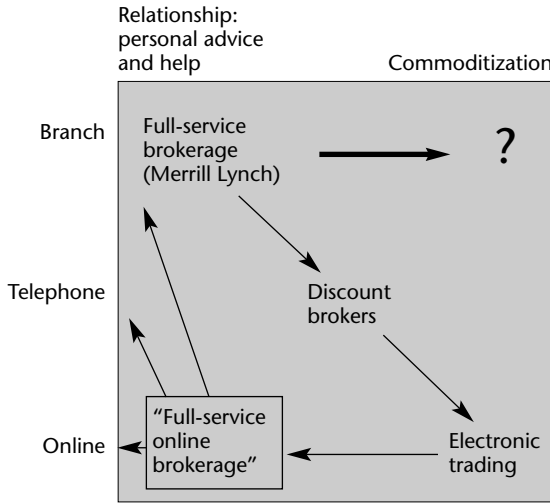 Relationship:
personal advice
and help
Commoditization
Branch
Full-service
brokerage
(Merrill Lynch)
?
Telephone
Discount
brokers
Online
“Full-service
online
brokerage”
Electronic
trading